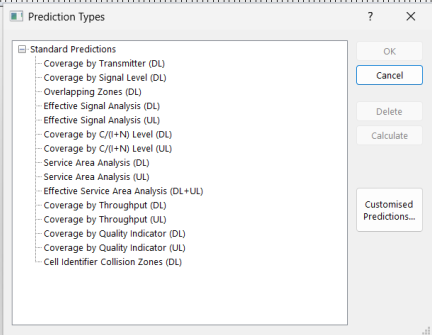 Prediction Types
?
Standard Predictions
Coverage by Transmitter (DL)
Coverage by Signal Level (DL)
Overlapping Zones (DL)
Effective Signal Analysis (DL)
Effective Signal Analysis (UL)
Coverage by C/(I+N) Level (DL)
Coverage by C/(I+N) Level (UL)
Service Area Analysis (DL)
Service Area Analysis (UL)
Effective Service Area Analysis (DL+UL)
Coverage by Throughput (DL)
Coverage by Throughput (UL)
Coverage by Quality Indicator (DL)
Coverage by Quality Indicator (UL)
Cell Identifier Collision Zones (DL)
OK
Cancel
Delete
Calculate
Customised
Predictions...